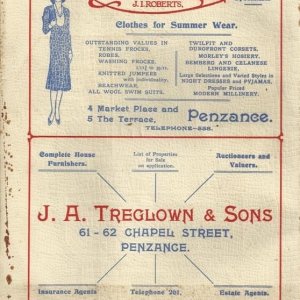 J. I. ROBERTS,
Clothes for Summer Wear.
OUTSTANDING VALUES IN
TENNIS FROCKS,
ROBES,
WASHING FROCKS,
KNITTED JUMPERS
with individuality.
BEACHWEAR,
ALL WOOL SWIM SUITS.
TWILPIT and
DUROFRONT CORSETS.
MORLEY'S HOSIERY.
BEMBERG AND CELANESE
LINGERIE.
Large Selections and Varied Styles in
NIGHT DRESSES and PYJAMAS.
Popular Priced
MODERN MILLINERY.
4 Market Place and
5 The Terrace,
Penzance.
TELEPHONE-888.
Complete House
Furnishers.
List of Properties
for Sale
on application.
Auctioneers and
Valuers.
J. A. TREGLOWN & SONS
61-62 CHAPEL STREET,
PENZANCE.
Insurance Agents
Telephone 201.
Estate Agents.